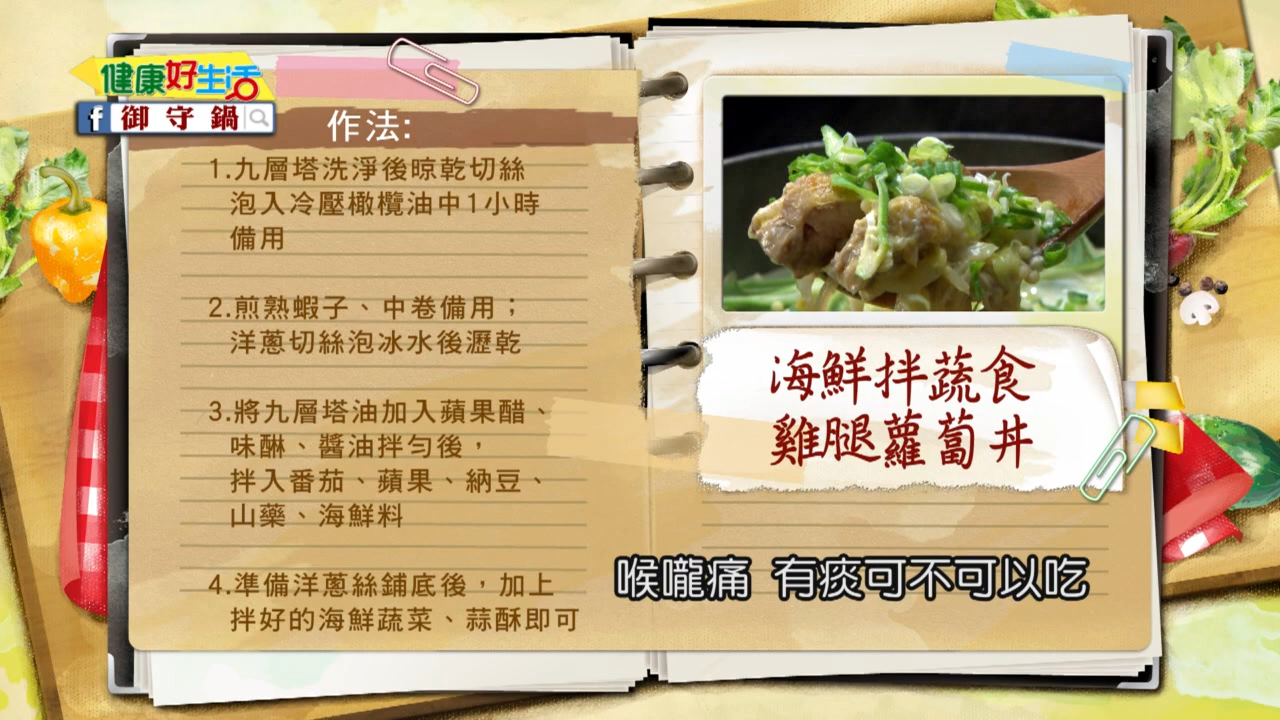 健康好生活
f 御守鍋
作法:
1.九層塔洗淨後晾乾切絲
泡入冷壓橄欖油中1小時
備用
2.煎熟蝦子、中卷備用；
洋蔥切絲泡冰水後瀝乾
3.將九層塔油加入蘋果醋、
味醂、醬油拌勻後，
拌入番茄、蘋果、納豆、
山藥、海鮮料
4.準備洋蔥絲鋪底後，加上
拌好的海鮮蔬菜、蒜酥即可
海鮮拌蔬食
雞腿蘿蔔丼
喉嚨痛 有痰可不可以吃